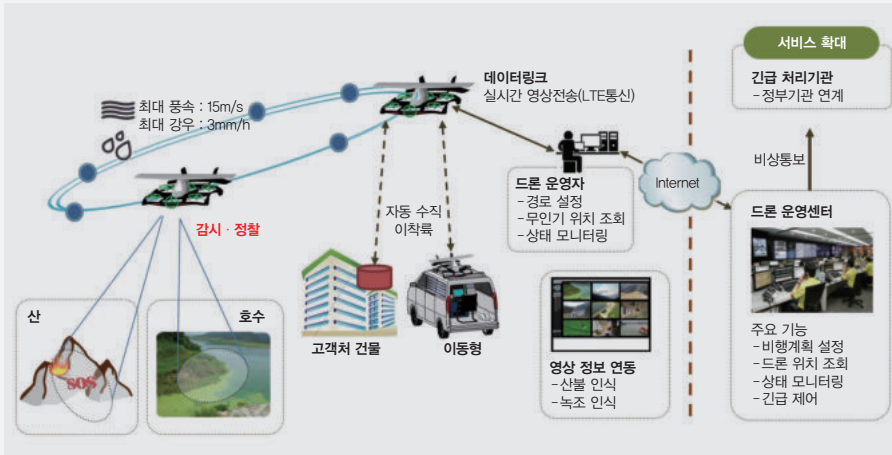 서비스 확대
긴급 처리기관
-정부기관 연계
데이터링크
실시간 영상전송(LTE통신)
최대 풍속 : 15m/s
최대 강우 : 3mm/h
비상통보
Internet
드론 운영자
-경로 설정
-무인기 위치 조회
-상태 모니터링
드론 운영센터
자동 수직
이착륙
감시 · 정찰
산
SOS
호수
고객처 건물
이동형
영상 정보 연동
-산불 인식
-녹조 인식
주요 기능
-비행계획 설정
-드론 위치 조회
-상태 모니터링
-긴급 제어